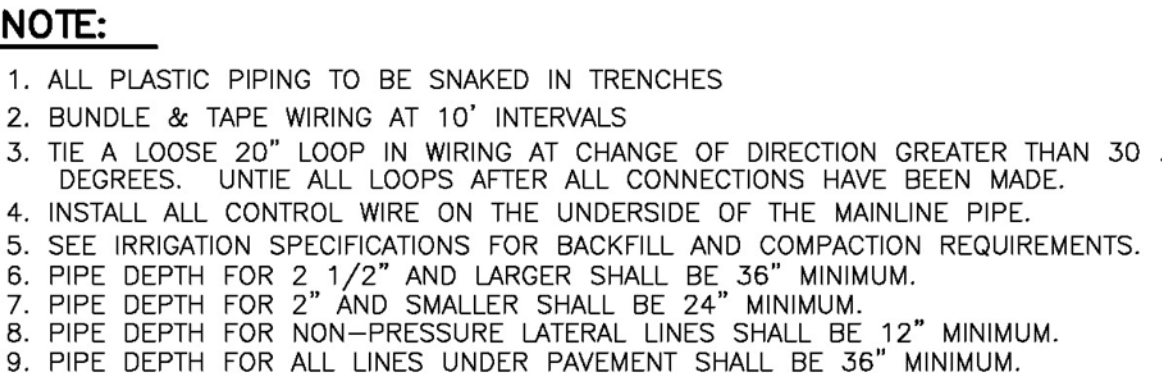 NOTE:
1. ALL PLASTIC PIPING TO BE SNAKED IN TRENCHES
2. BUNDLE & TAPE WIRING AT 10' INTERVALS
3. TIE A LOOSE 20" LOOP IN WIRING AT CHANGE OF DIRECTION GREATER THAN 30 .
DEGREES. UNTIE ALL LOOPS AFTER ALL CONNECTIONS HAVE BEEN MADE.
4. INSTALL ALL CONTROL WIRE ON THE UNDERSIDE OF THE MAINLINE PIPE.
5. SEE IRRIGATION SPECIFICATIONS FOR BACKFILL AND COMPACTION REQUIREMENTS.
6. PIPE DEPTH FOR 2 1/2" AND LARGER SHALL BE 36" MINIMUM.
7. PIPE DEPTH FOR 2" AND SMALLER SHALL BE 24" MINIMUM.
8. PIPE DEPTH FOR NON-PRESSURE LATERAL LINES SHALL BE 12" MINIMUM.
9. PIPE DEPTH FOR ALL LINES UNDER PAVEMENT SHALL BE 36" MINIMUM.